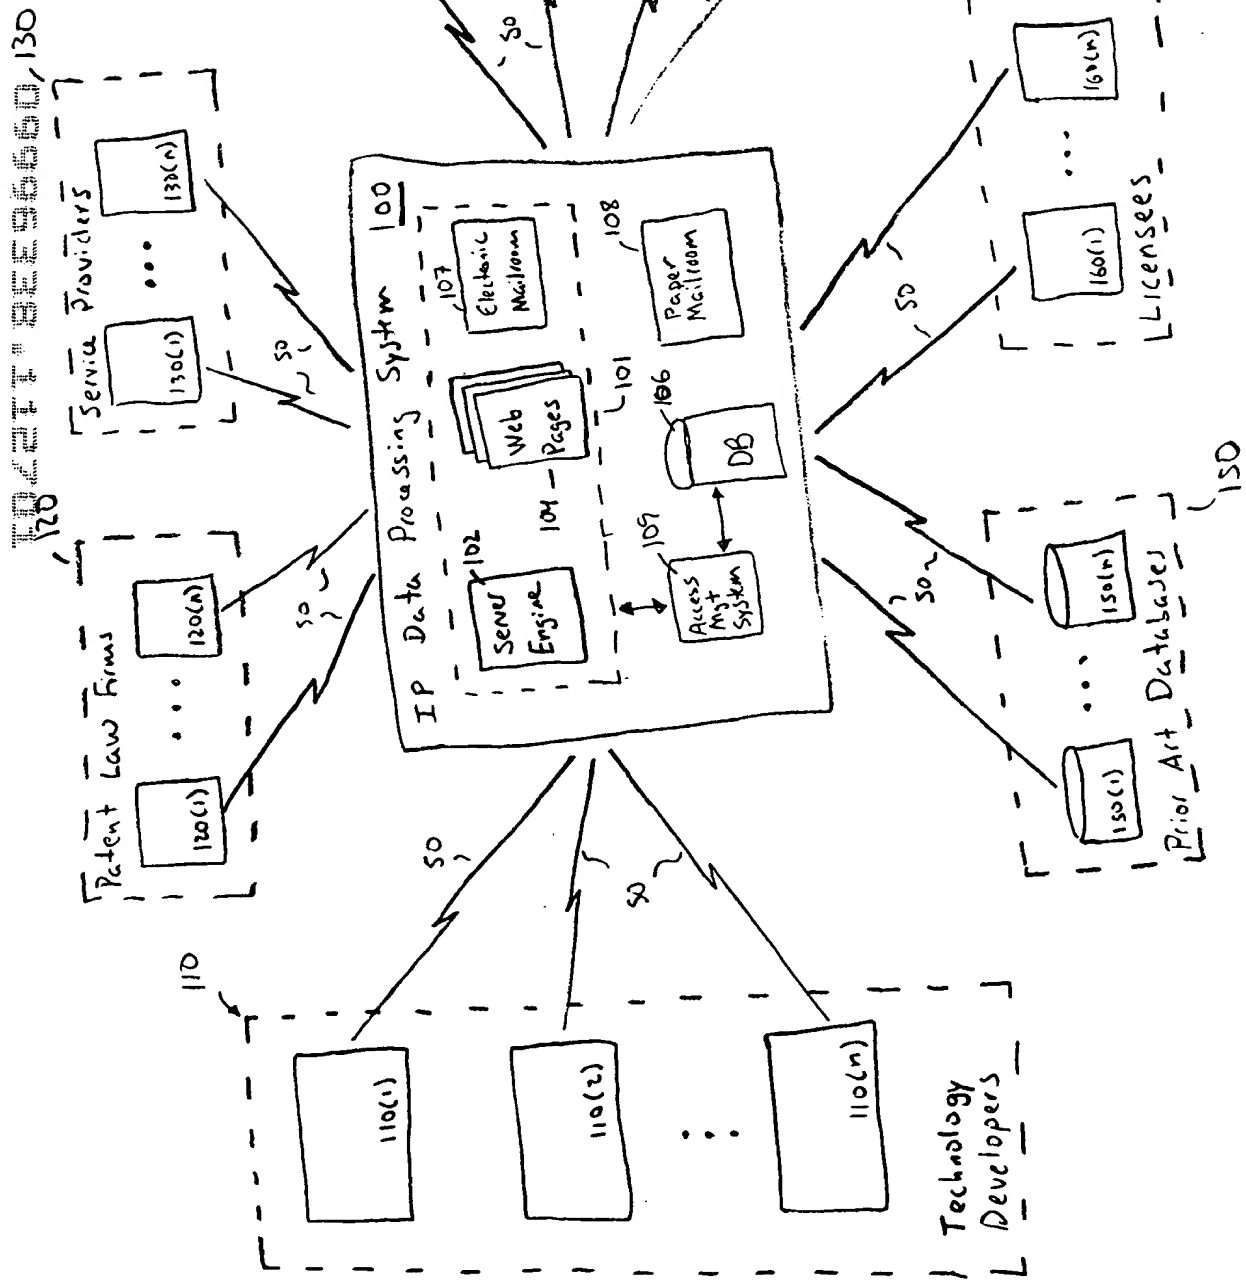 120
Patent Law Firms
120(1)
120(n)
130
Service Providers
130(1)
130(n)
50
50
50
110
110(1)
110(2)
110(n)
Technology
Developers
50
50
IP Data Processing System 100
102
Server
Engine
104
Web
Pages
107
Electronic
Mailroom
101
109
Access
Mgt
System
106
DB
108
Paper
Mailroom
50
50
150(1)
150(n)
Prior Art Databases
150
160(1)
160(n)
Licensees